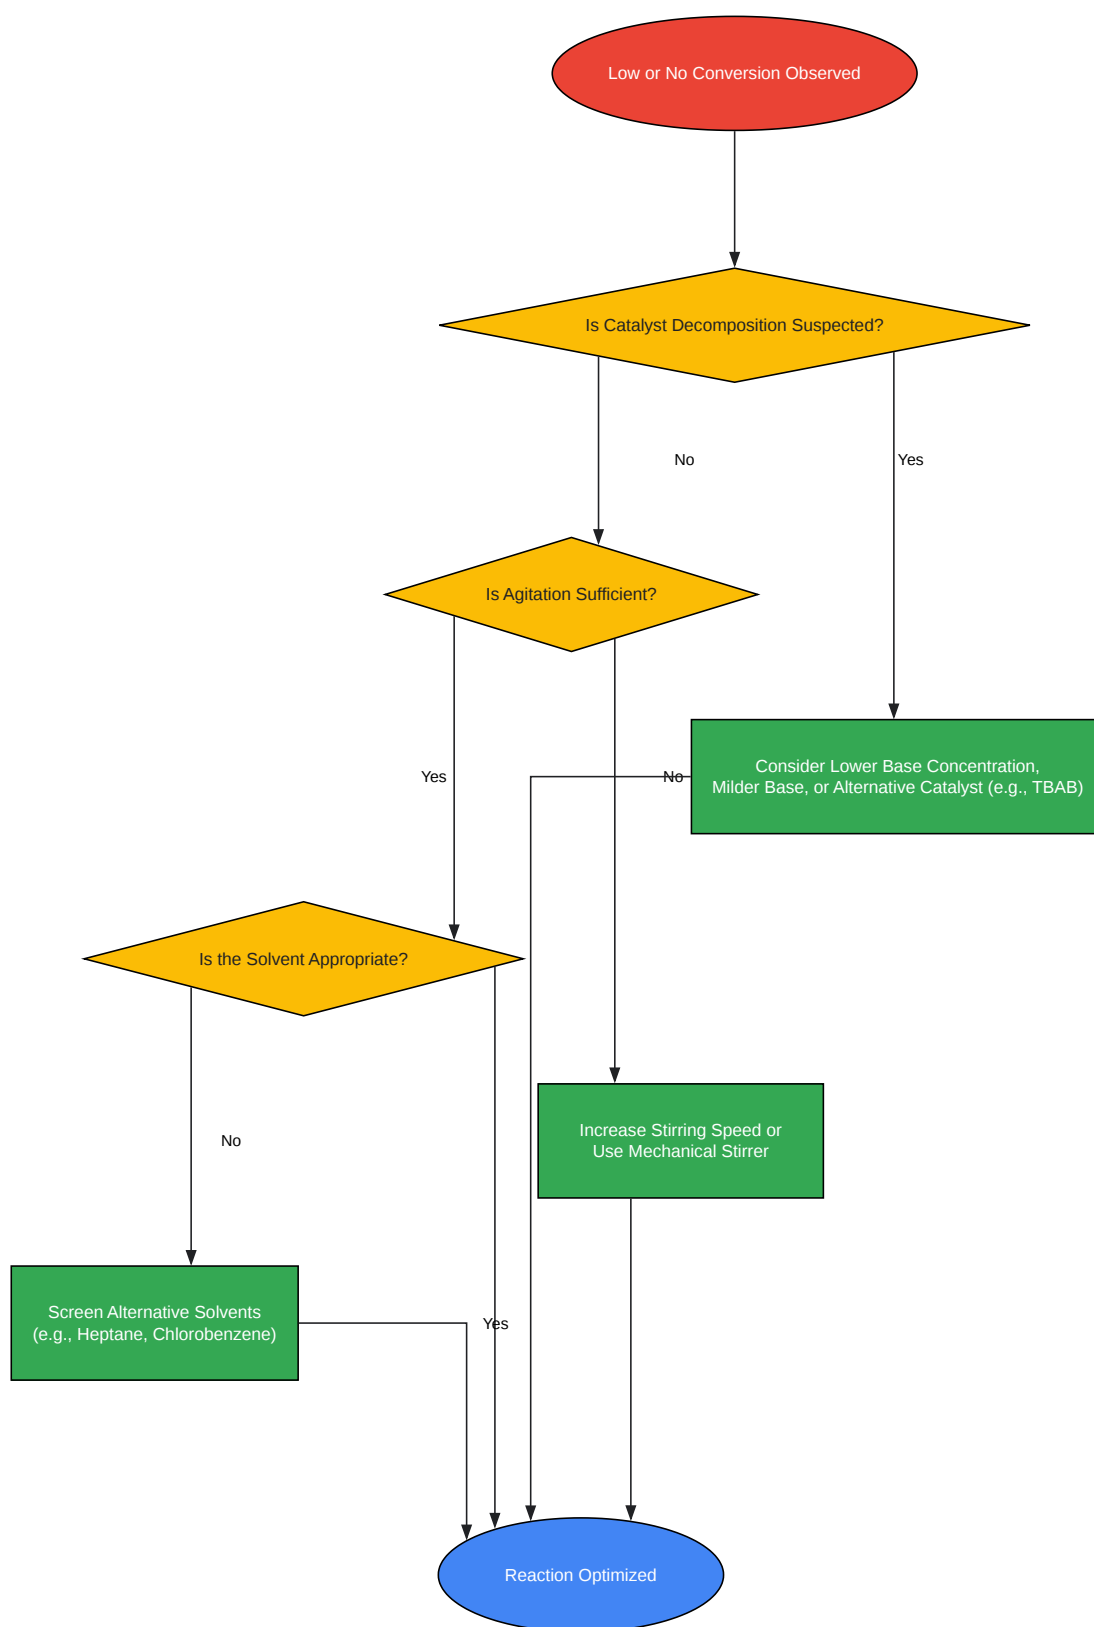 Low or No Conversion Observed
Is Catalyst Decomposition Suspected?
No
Yes
Is Agitation Sufficient?
Yes
No
Consider Lower Base Concentration,
Milder Base, or Alternative Catalyst (e.g., TBAB)
Is the Solvent Appropriate?
No
Increase Stirring Speed or
Use Mechanical Stirrer
Screen Alternative Solvents
(e.g., Heptane, Chlorobenzene)
Yes
Reaction Optimized